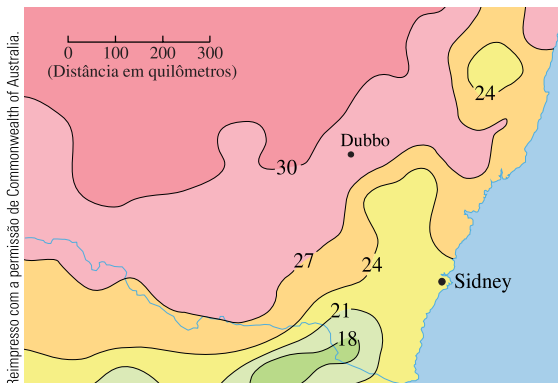 Reimpresso com a permissão de Commonwealth of Australia.
0 100 200 300
(Distância em quilômetros)
24
Dubbo
30
27
24
Sidney
21
18